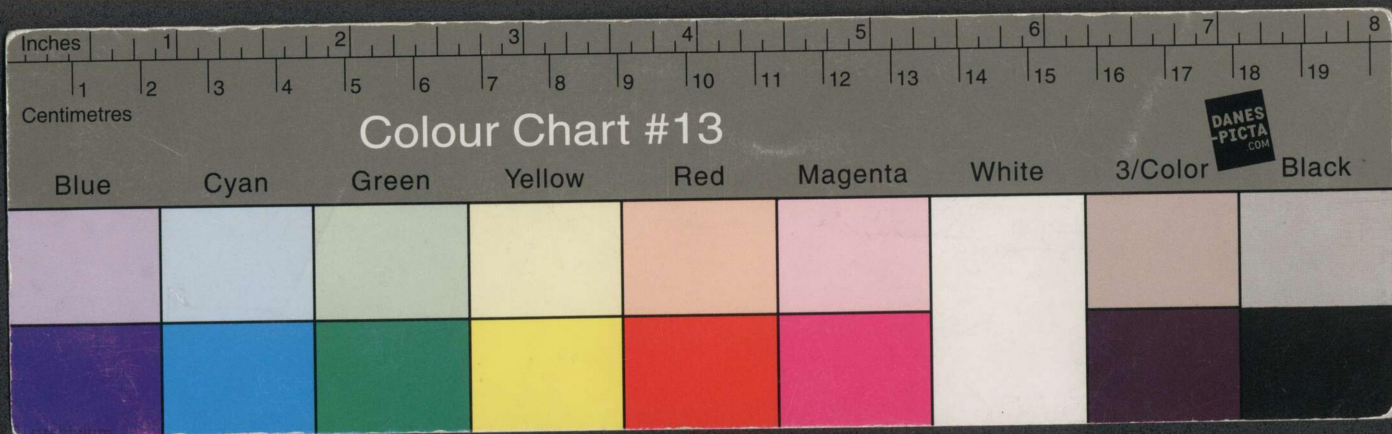 Inches 1 2 3 4 5 6 7 8
1 2 3 4 5 6 7 8 9 10 11 12 13 14 15 16 17 18 19
Centimetres
Colour Chart #13
DANES
-PICTA
.COM
Blue Cyan Green Yellow Red Magenta White 3/Color Black